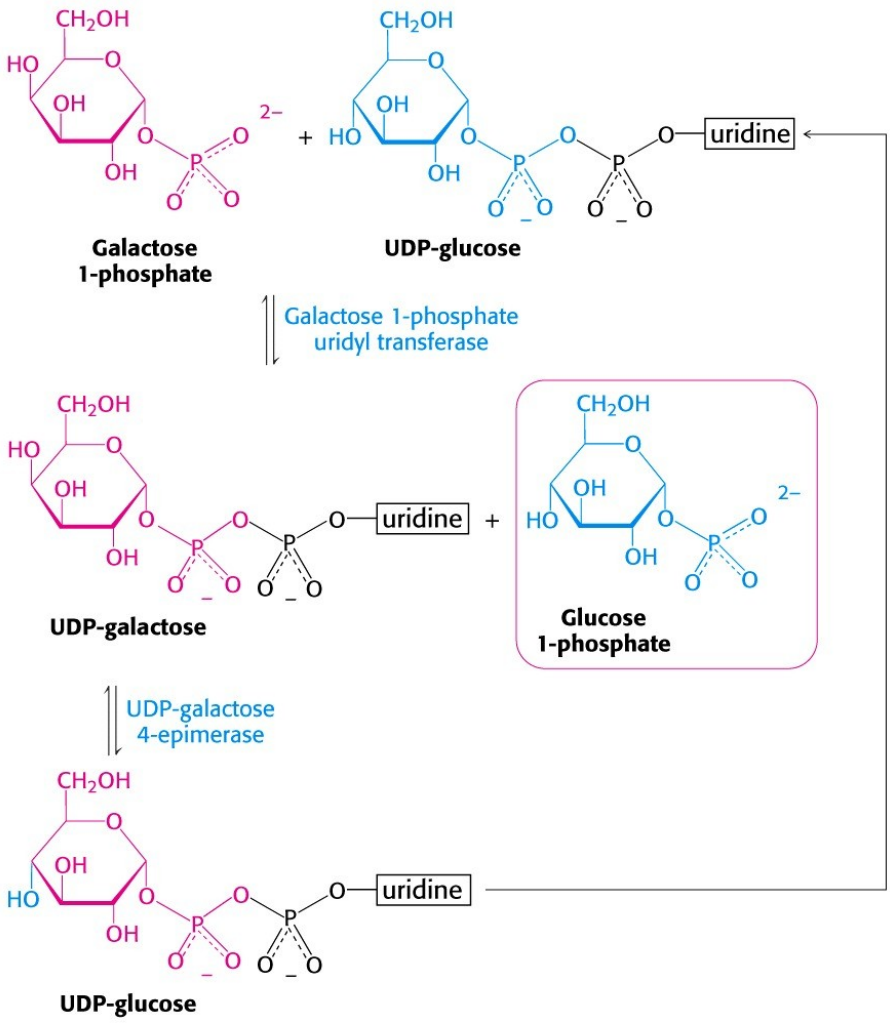 CH₂OH
CH₂OH
HO
O
O
OH
OH
2–
O
O
+
HO
O
O
O
uridine
P
P
P
OH
OH
O
O
O
O
–
O
O
–
Galactose
1-phosphate
UDP-glucose
Galactose 1-phosphate
uridyl transferase
CH₂OH
CH₂OH
HO
O
O
OH
OH
2–
O
O
O
uridine
+
HO
O
O
P
P
P
OH
OH
O
O
–
O
O
–
O
O
UDP-galactose
Glucose
1-phosphate
UDP-galactose
4-epimerase
CH₂OH
O
OH
HO
O
O
O
uridine
P
P
OH
O
O
–
O
O
–
UDP-glucose